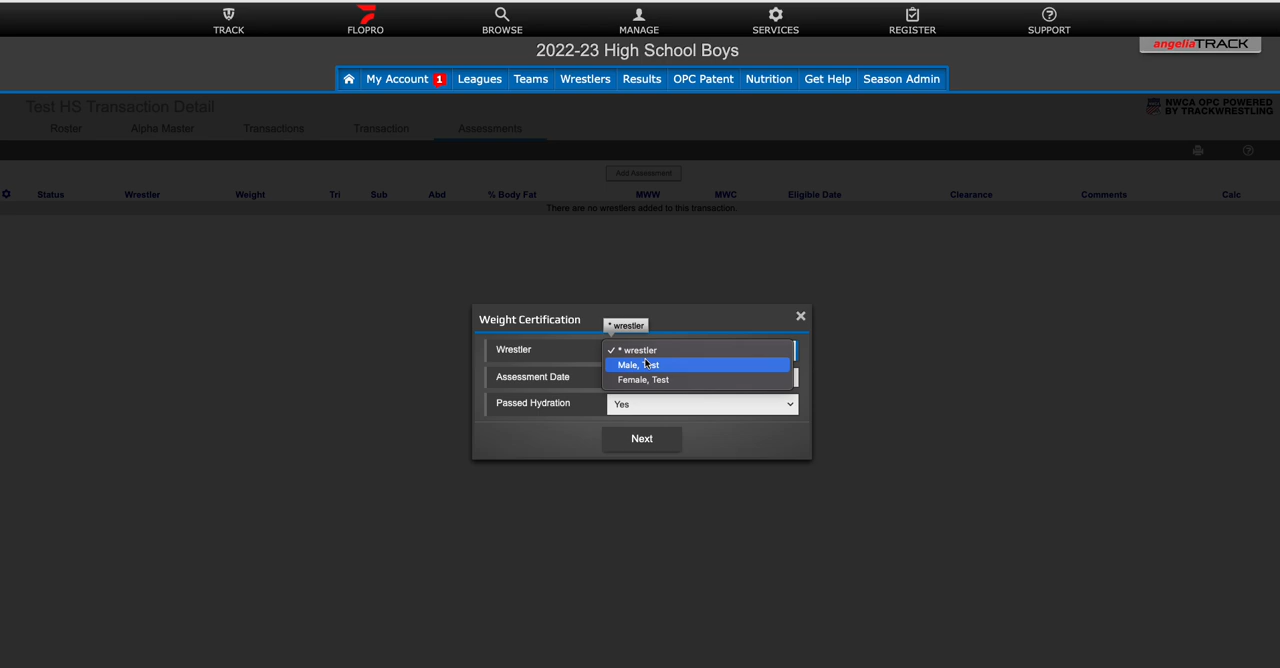 TRACK FLOPRO BROWSE MANAGE SERVICES REGISTER SUPPORT
angeliaTRACK
2022-23 High School Boys
My Account 1 Leagues Teams Wrestlers Results OPC Patent Nutrition Get Help Season Admin
Test HS Transaction Detail
NWCA OPC POWERED
BY TRACKWRESTLING
Roster Alpha Master Transactions Transaction Assessments
Add Assessment
Status Wrestler Weight Tri Sub Abd % Body Fat MWW MWC Eligible Date Clearance Comments Calc
There are no wrestlers added to this transaction.
Weight Certification
* wrestler
Wrestler
✓ * wrestler
Male, Test
Female, Test
Assessment Date
Passed Hydration Yes
Next